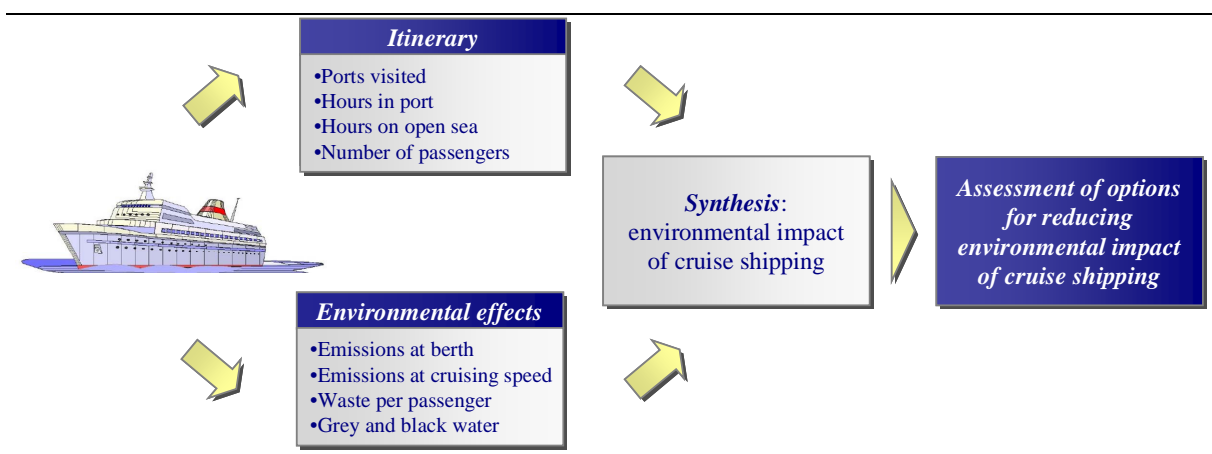 Itinerary
•Ports visited
•Hours in port
•Hours on open sea
•Number of passengers
Environmental effects
•Emissions at berth
•Emissions at cruising speed
•Waste per passenger
•Grey and black water
Synthesis:
environmental impact
of cruise shipping
Assessment of options
for reducing
environmental impact
of cruise shipping